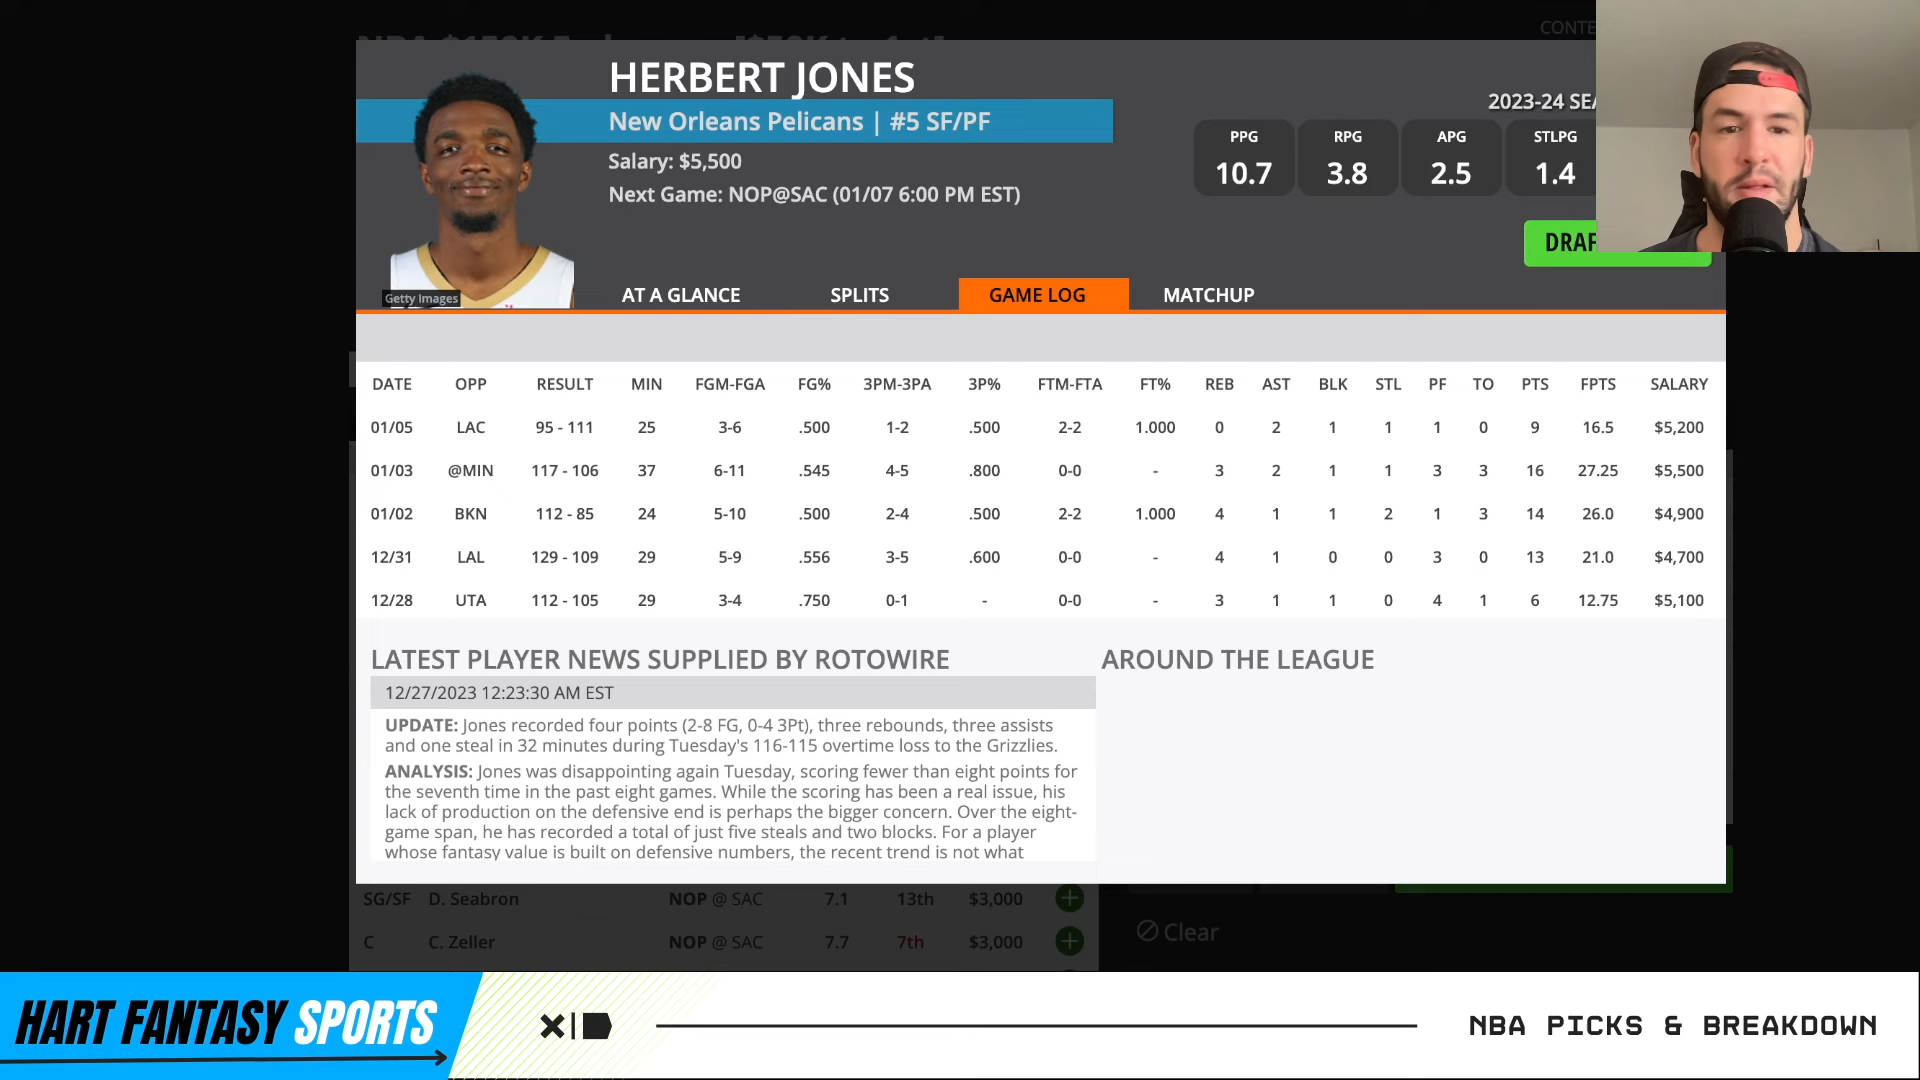 CONTE
HERBERT JONES
New Orleans Pelicans | #5 SF/PF
Salary: $5,500
Next Game: NOP@SAC (01/07 6:00 PM EST)
2023-24 SEA
PPG RPG APG STLPG
10.7 3.8 2.5 1.4
DRAF
Getty Images
AT A GLANCE SPLITS GAME LOG MATCHUP
DATE OPP RESULT MIN FGM-FGA FG% 3PM-3PA 3P% FTM-FTA FT% REB AST BLK STL PF TO PTS FPTS SALARY
01/05 LAC 95 - 111 25 3-6 .500 1-2 .500 2-2 1.000 0 2 1 1 1 0 9 16.5 $5,200
01/03 @MIN 117 - 106 37 6-11 .545 4-5 .800 0-0 - 3 2 1 1 3 3 16 27.25 $5,500
01/02 BKN 112 - 85 24 5-10 .500 2-4 .500 2-2 1.000 4 1 1 2 1 3 14 26.0 $4,900
12/31 LAL 129 - 109 29 5-9 .556 3-5 .600 0-0 - 4 1 0 0 3 0 13 21.0 $4,700
12/28 UTA 112 - 105 29 3-4 .750 0-1 - 0-0 - 3 1 1 0 4 1 6 12.75 $5,100
LATEST PLAYER NEWS SUPPLIED BY ROTOWIRE
12/27/2023 12:23:30 AM EST
UPDATE: Jones recorded four points (2-8 FG, 0-4 3Pt), three rebounds, three assists
and one steal in 32 minutes during Tuesday's 116-115 overtime loss to the Grizzlies.
ANALYSIS: Jones was disappointing again Tuesday, scoring fewer than eight points for
the seventh time in the past eight games. While the scoring has been a real issue, his
lack of production on the defensive end is perhaps the bigger concern. Over the eight-
game span, he has recorded a total of just five steals and two blocks. For a player
whose fantasy value is built on defensive numbers, the recent trend is not what
AROUND THE LEAGUE
SG/SF D. Seabron NOP @ SAC 7.1 13th $3,000
C C. Zeller NOP @ SAC 7.7 7th $3,000
Clear
HART FANTASY SPORTS
NBA PICKS & BREAKDOWN